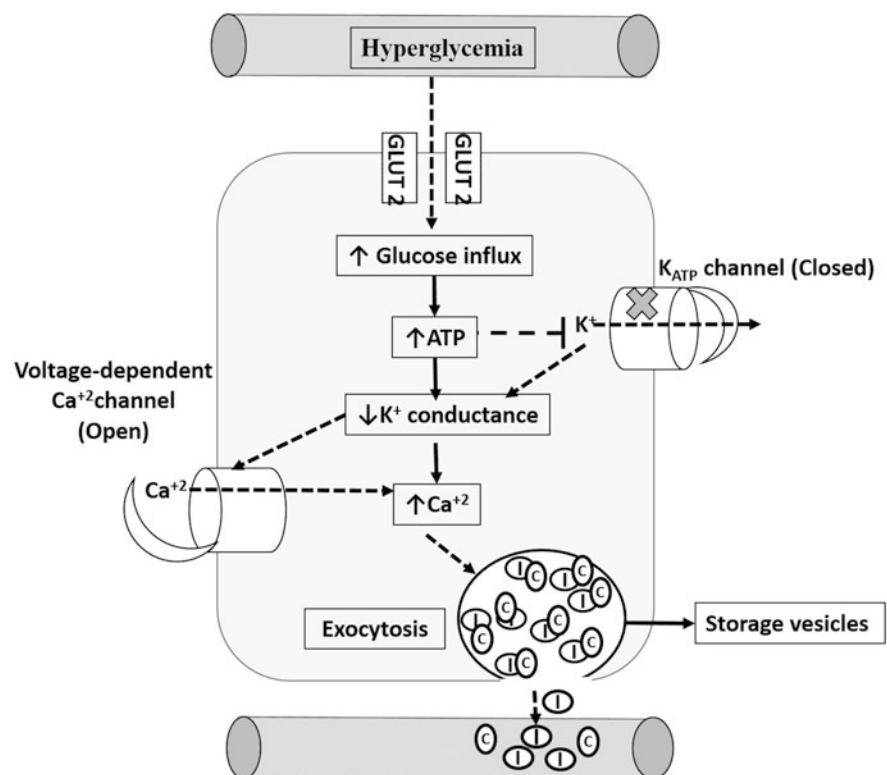 Hyperglycemia
GLUT 2
GLUT 2
↑ Glucose influx
K_ATP channel (Closed)
↑ATP
K⁺
Voltage-dependent
Ca⁺²channel
(Open)
↓K⁺ conductance
Ca⁺²
↑Ca⁺²
I
C
I
C
I
C
I
C
I
C
I
C
I
C
I
C
Exocytosis
Storage vesicles
I
C
I
C
I
I